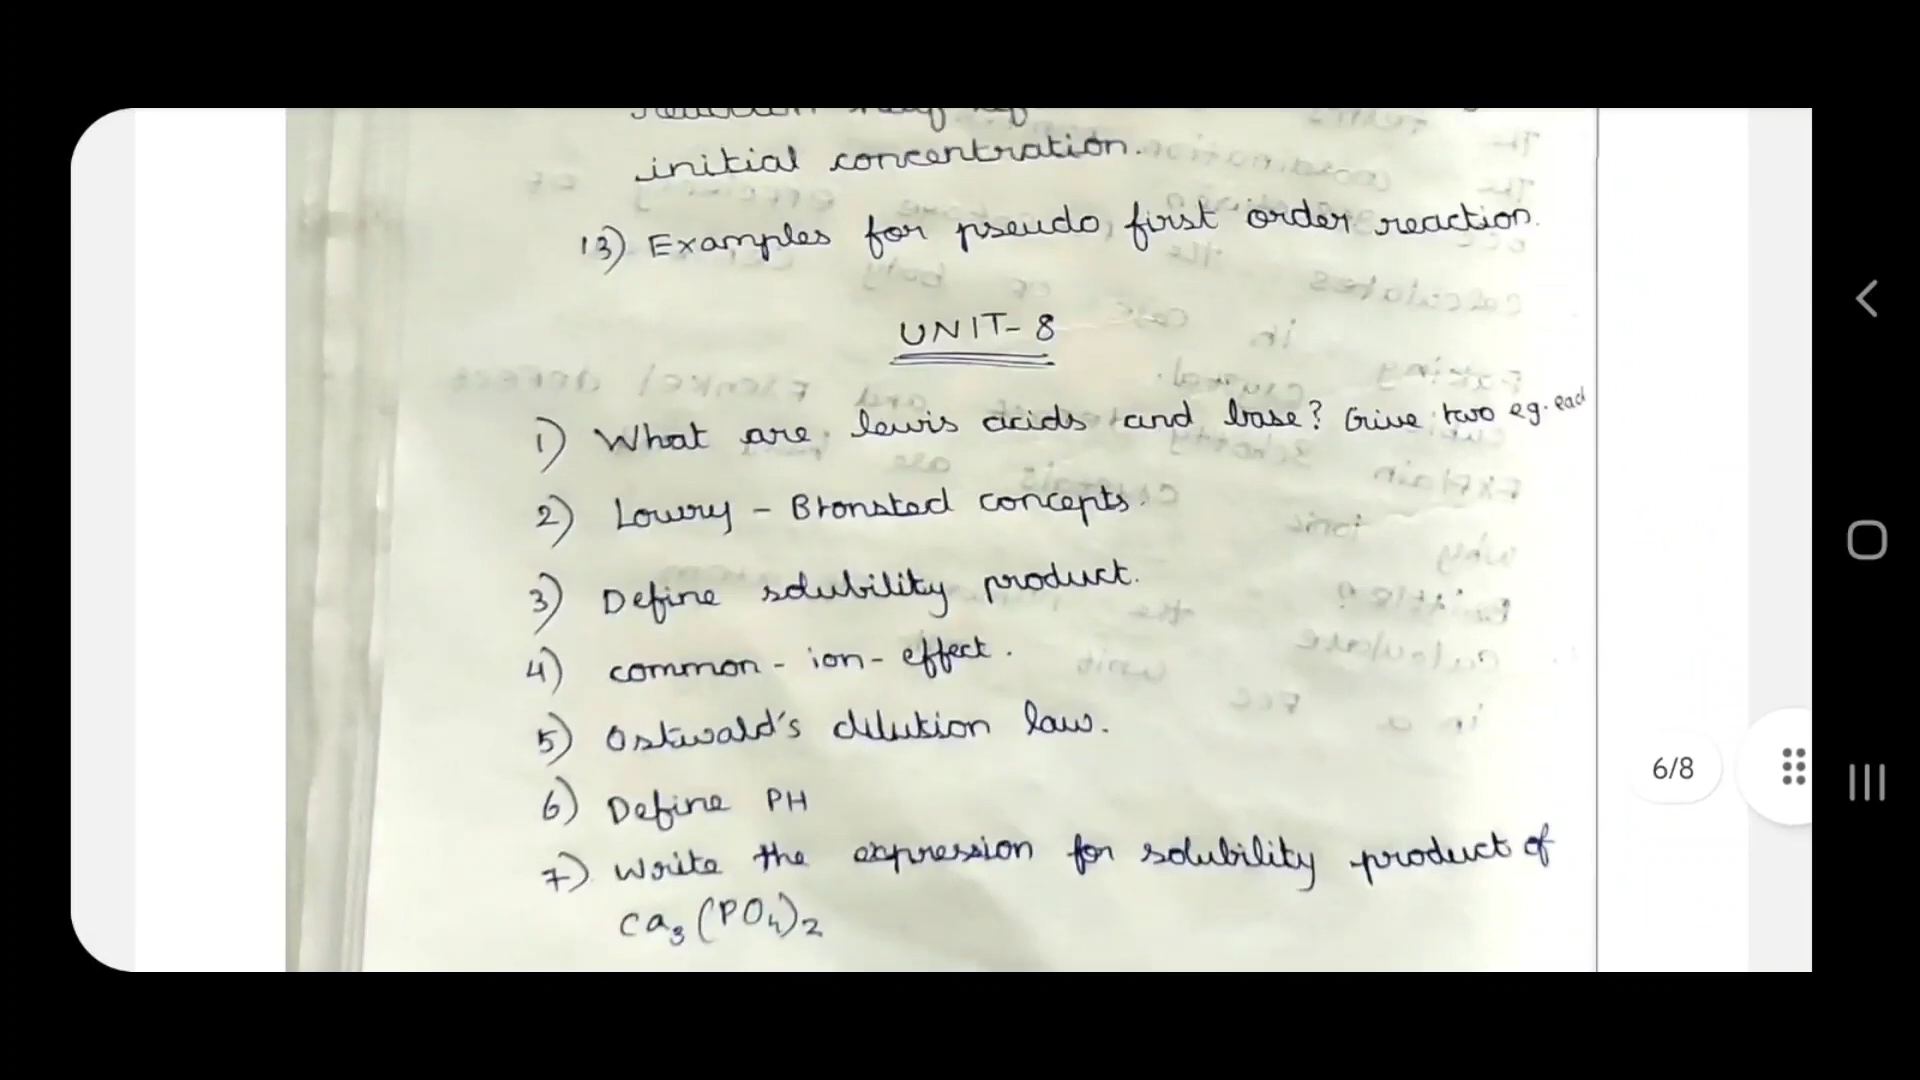 initial concentration.
13) Examples for pseudo first order reaction.
UNIT-8
1) What are lewis acids and base? Give two eg. each
2) Lowry - Bronsted concepts.
3) Define solubility product.
4) common - ion - effect.
5) Ostwald's dilution law.
6) Define PH
7) Write the expression for solubility product of
Ca3(PO4)2
6/8